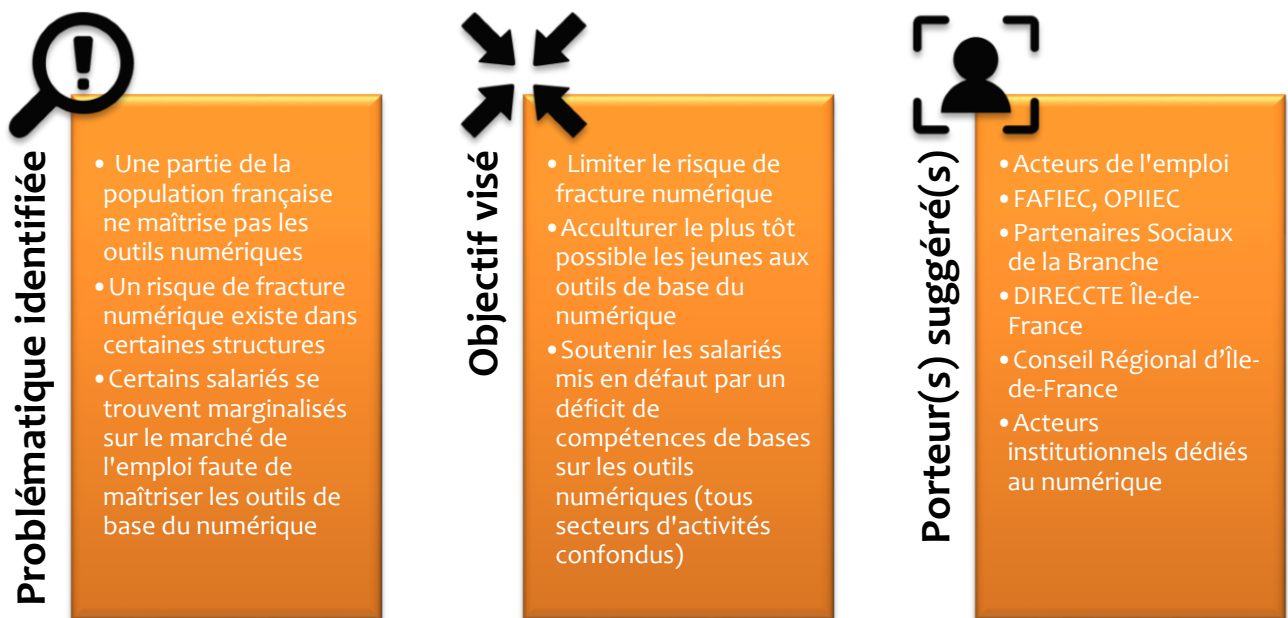 Problématique identifiée
• Une partie de la
population française
ne maîtrise pas les
outils numériques
• Un risque de fracture
numérique existe dans
certaines structures
• Certains salariés se
trouvent marginalisés
sur le marché de
l'emploi faute de
maîtriser les outils de
base du numérique
Objectif visé
• Limiter le risque de
fracture numérique
• Acculturer le plus tôt
possible les jeunes aux
outils de base du
numérique
• Soutenir les salariés
mis en défaut par un
déficit de
compétences de bases
sur les outils
numériques (tous
secteurs d'activités
confondus)
Porteur(s) suggéré(s)
• Acteurs de l'emploi
• FAFIEC, OPIIEC
• Partenaires Sociaux
de la Branche
• DIRECCTE Île-de-
France
• Conseil Régional d’Île-
de-France
• Acteurs
institutionnels dédiés
au numérique